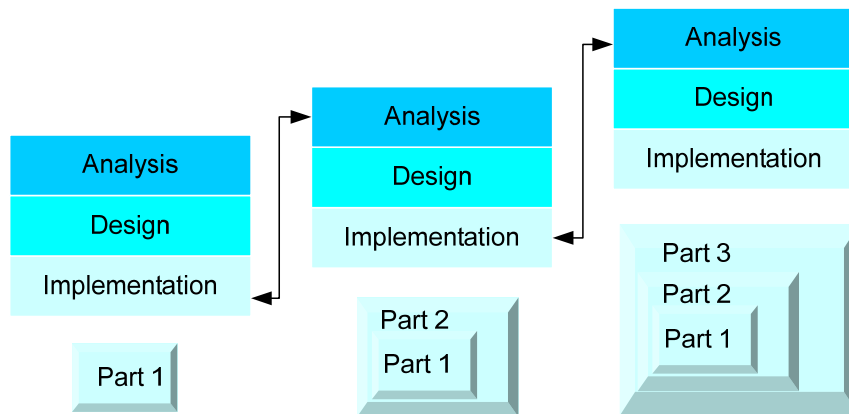 Analysis
Design
Implementation
Part 1
Analysis
Design
Implementation
Part 2
Part 1
Analysis
Design
Implementation
Part 3
Part 2
Part 1